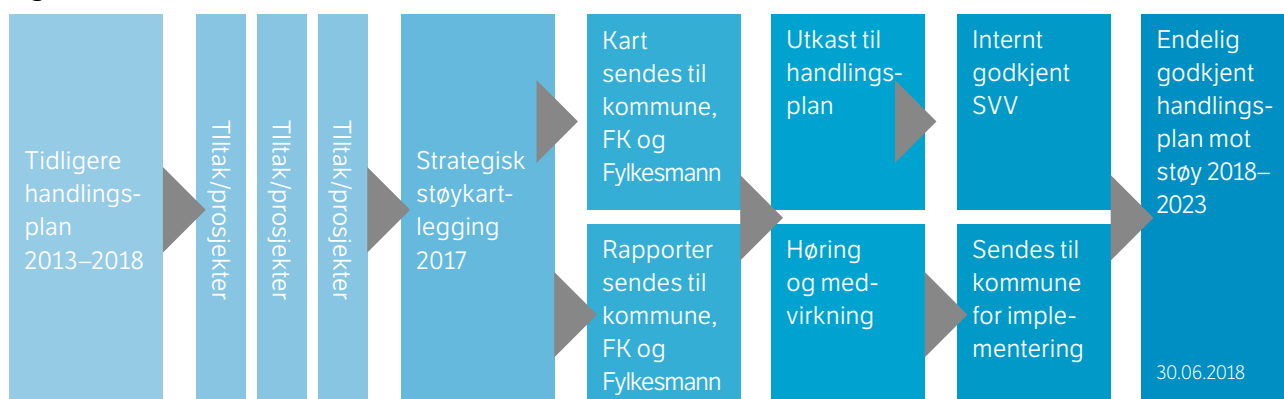 Tidligere
handlings-
plan
2013–2018
TIltak/prosjekter
TIltak/prosjekter
TIltak/prosjekter
Strategisk
støykart-
legging
2017
Kart
sendes til
kommune,
FK og
Fylkesmann
Rapporter
sendes til
kommune,
FK og
Fylkesmann
Utkast til
handlings-
plan
Høring
og med-
virkning
Internt
godkjent
SVV
Sendes til
kommune
for imple-
mentering
Endelig
godkjent
handlings-
plan mot
støy 2018–
2023
30.06.2018